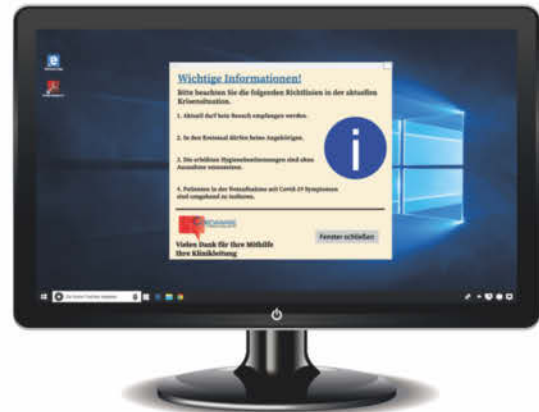 Wichtige Informationen!
Bitte beachten Sie die folgenden Richtlinien in der aktuellen
Krisensituation.
1. Aktuell darf kein Besuch empfangen werden.
2. In den Kreissaal dürfen keine Angehörigen.
3. Die erhöhten Hygienebestimmungen sind ohne
Ausnahme einzuhalten.
4. Patienten in der Notaufnahme mit Covid-19 Symptomen
sind umgehend zu isolieren.
i
Vielen Dank für Ihre Mithilfe
Ihre Klinikleitung
Fenster schließen